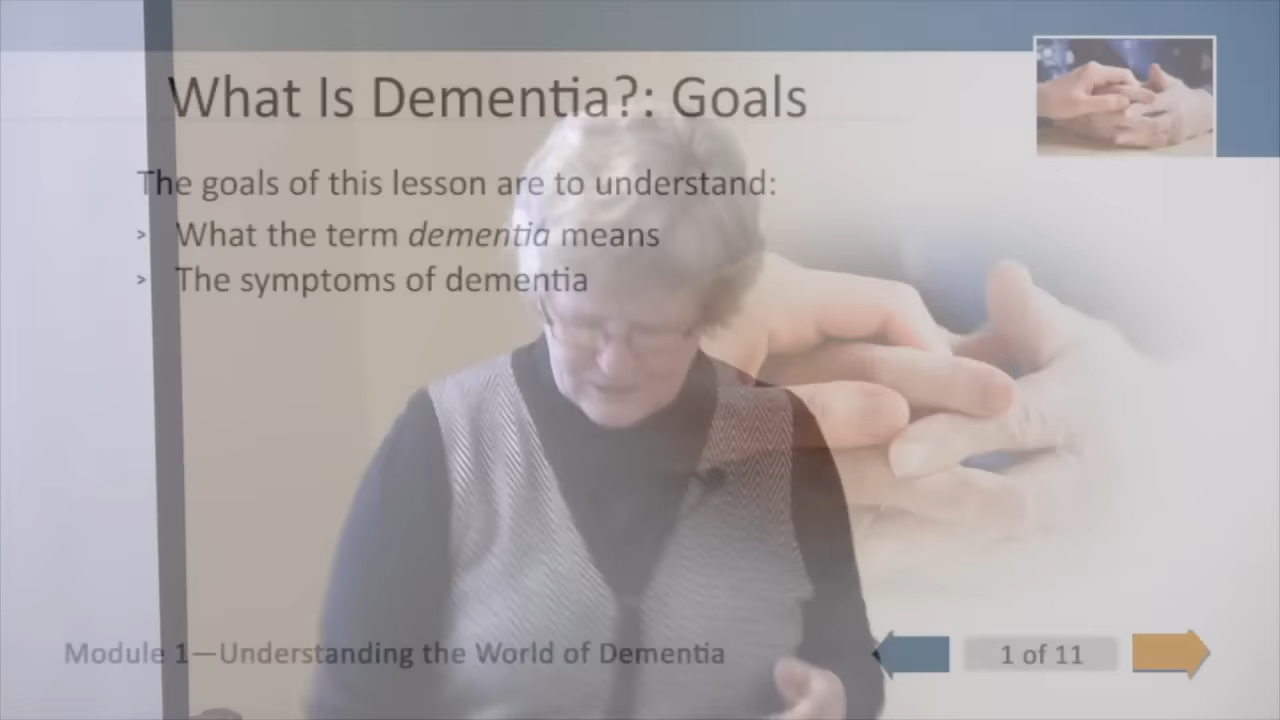 What Is Dementia?: Goals
The goals of this lesson are to understand:
> What the term dementia means
> The symptoms of dementia
Module 1—Understanding the World of Dementia
1 of 11